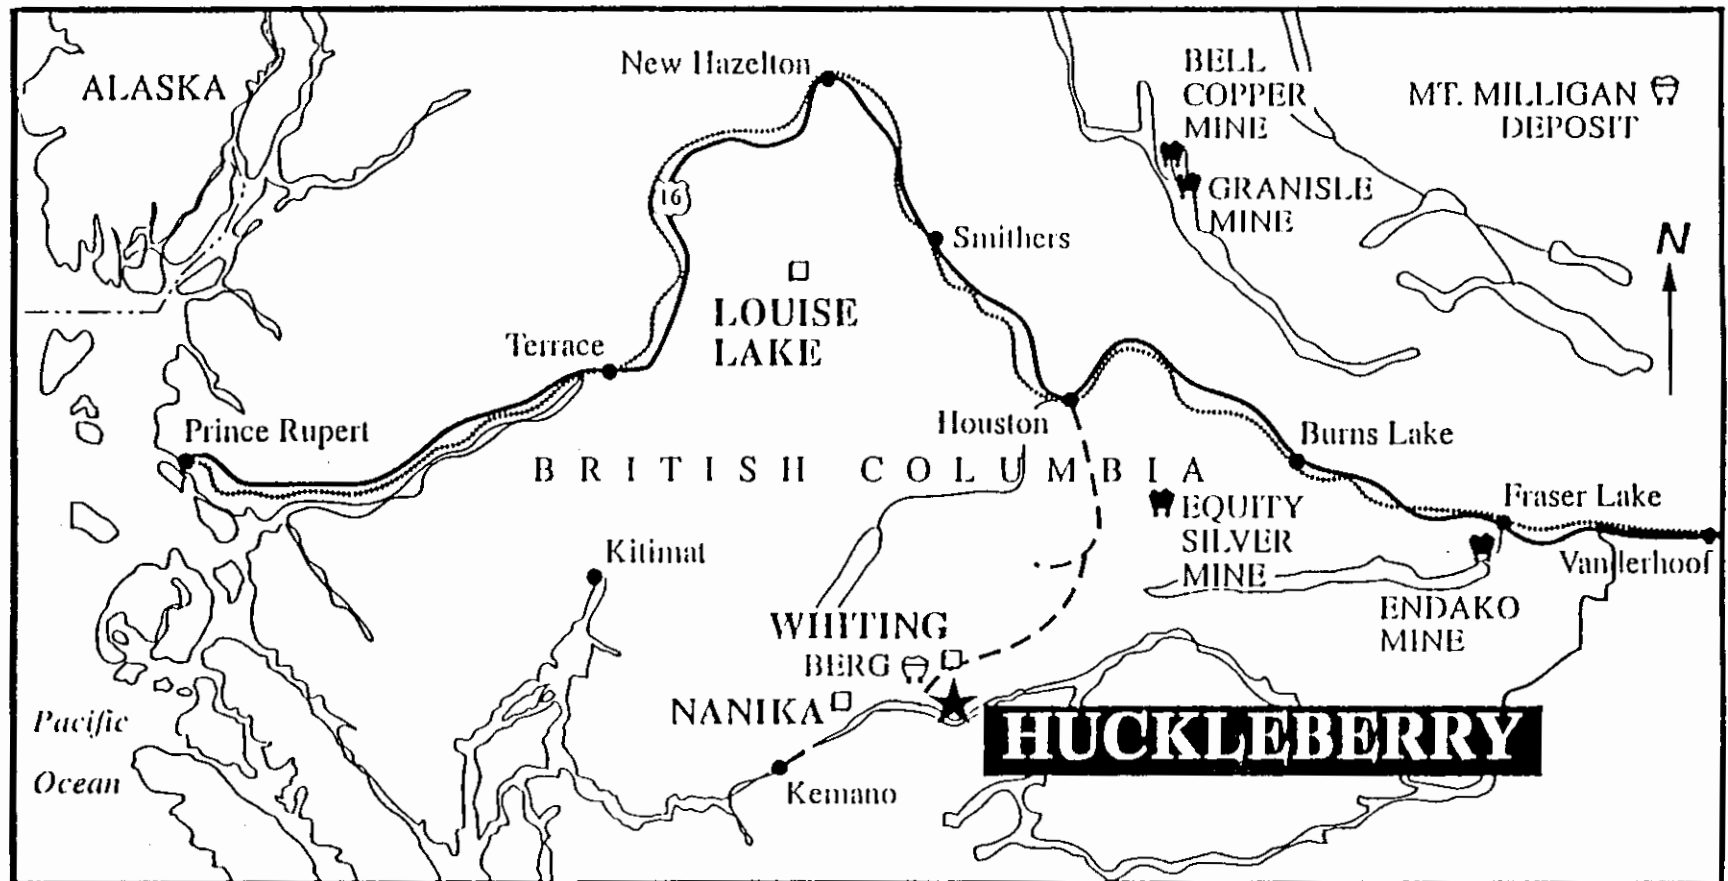 New Hazelton
BELL
COPPER
MINE
MT. MILLIGAN
DEPOSIT
ALASKA
16
GRANISLE
MINE
N
Smithers
LOUISE
LAKE
Terrace
Prince Rupert
Houston
Burns Lake
BRITISH COLUMBIA
EQUITY
SILVER
MINE
Fraser Lake
Vanderhoof
Kitimat
ENDAKO
MINE
WHITING
BERG
NANIKA
Pacific
Ocean
HUCKLEBERRY
Kemano